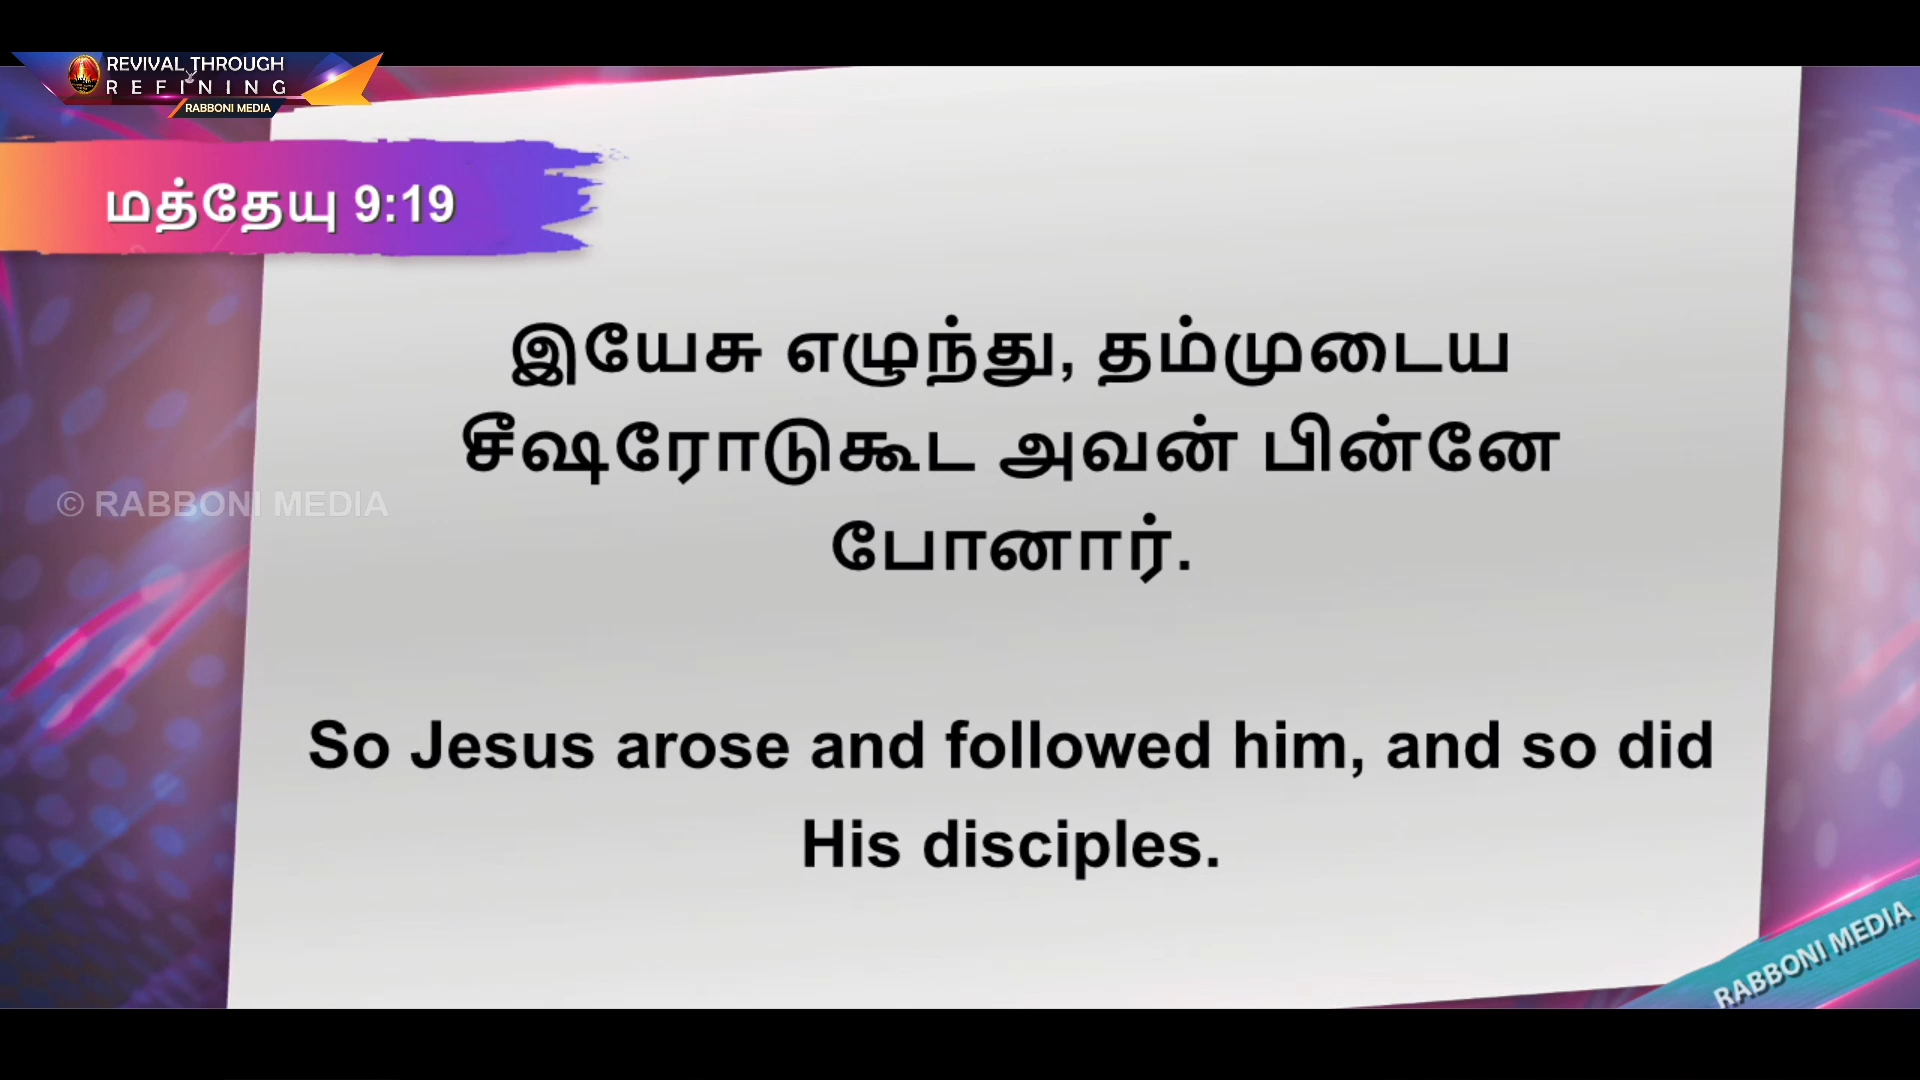 REVIVAL THROUGH
REFINING
RABBONI MEDIA
மத்தேயு 9:19
இயேசு எழுந்து, தம்முடைய
சீஷரோடுகூட அவன் பின்னே
போனார்.
© RABBONI MEDIA
So Jesus arose and followed him, and so did
His disciples.
RABBONI MEDIA